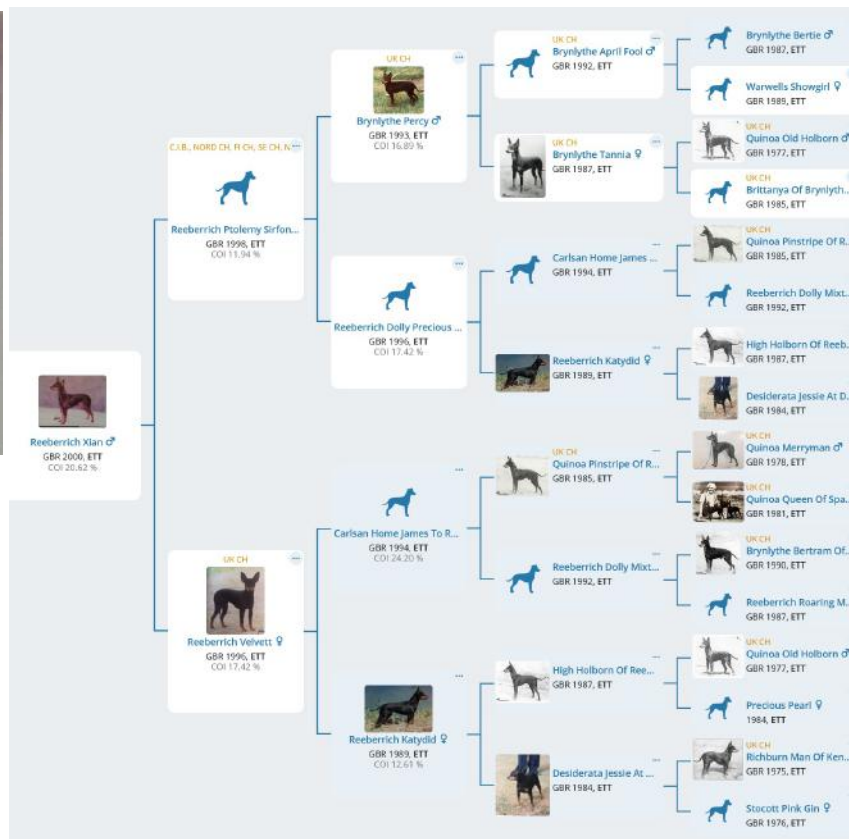 Reeberrich Xian ♂
GBR 2000, ETT
COI 20.62 %
C.I.B., NORD CH, FI CH, SE CH, N...
Reeberrich Ptolemy Sirfon...
GBR 1998, ETT
COI 11.94 %
UK CH
Reeberrich Velvett ♀
GBR 1996, ETT
COI 17.42 %
UK CH
Brynlythe Percy ♂
GBR 1993, ETT
COI 16.89 %
Reeberrich Dolly Precious ...
GBR 1996, ETT
COI 17.42 %
Carlsan Home James To R...
GBR 1994, ETT
COI 24.20 %
Reeberrich Katydid ♀
GBR 1989, ETT
COI 12.61 %
UK CH
Brynlythe April Fool ♂
GBR 1992, ETT
UK CH
Brynlythe Tannia ♀
GBR 1987, ETT
Carlsan Home James ...
GBR 1994, ETT
Reeberrich Katydid ♀
GBR 1989, ETT
UK CH
Quinoa Pinstripe Of R...
GBR 1985, ETT
Reeberrich Dolly Mixt...
GBR 1992, ETT
High Holborn Of Ree...
GBR 1987, ETT
Desiderata Jessie At ...
GBR 1984, ETT
Brynlythe Bertie ♂
GBR 1987, ETT
Warwells Showgirl ♀
GBR 1989, ETT
UK CH
Quinoa Old Holborn ♂
GBR 1977, ETT
UK CH
Brittanya Of Brynlyth...
GBR 1985, ETT
UK CH
Quinoa Pinstripe Of R...
GBR 1985, ETT
Reeberrich Dolly Mixt...
GBR 1992, ETT
High Holborn Of Reeb...
GBR 1987, ETT
Desiderata Jessie At D...
GBR 1984, ETT
UK CH
Quinoa Merryman ♂
GBR 1978, ETT
UK CH
Quinoa Queen Of Spa...
GBR 1981, ETT
UK CH
Brynlythe Bertram Of...
GBR 1990, ETT
Reeberrich Roaring M...
GBR 1987, ETT
UK CH
Quinoa Old Holborn ♂
GBR 1977, ETT
Precious Pearl ♀
1984, ETT
UK CH
Richburn Man Of Ken...
GBR 1975, ETT
Stocott Pink Gin ♀
GBR 1976, ETT